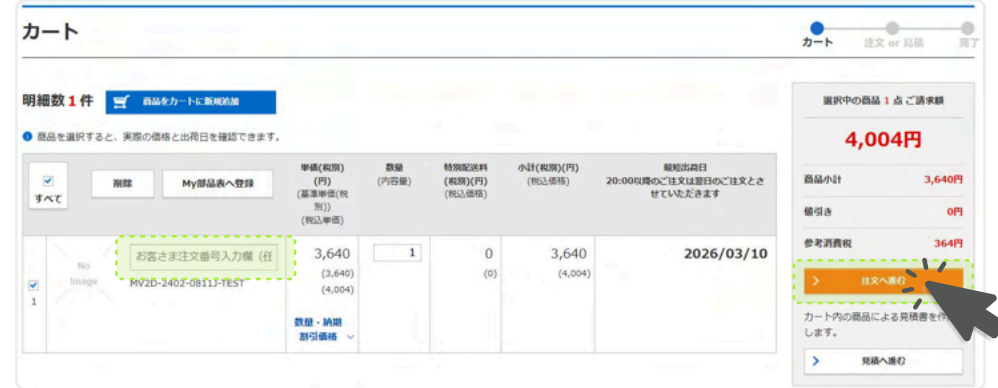 カート
カート
注文 or 見積
完了
明細数 1 件
商品をカートに新規追加
商品を選択すると、実際の価格と出荷日を確認できます。
すべて
削除
My部品表へ登録
単価(税別)
(円)
(基準単価(税
別))
(税込単価)
数量
(内容量)
特別配送料
(税別)(円)
(税込価格)
小計(税別)(円)
(税込価格)
最短出荷日
20:00以降のご注文は翌日のご注文とさ
せていただきます
1
No
Image
お客さま注文番号入力欄（任
MV2D-2402-0811J-TEST
3,640
(3,640)
(4,004)
数量・納期
割引価格
1
0
(0)
3,640
(4,004)
2026/03/10
選択中の商品 1 点 ご請求額
4,004円
商品小計
3,640円
値引き
0円
参考消費税
364円
注文へ進む
カート内の商品による見積書を作
します。
見積へ進む